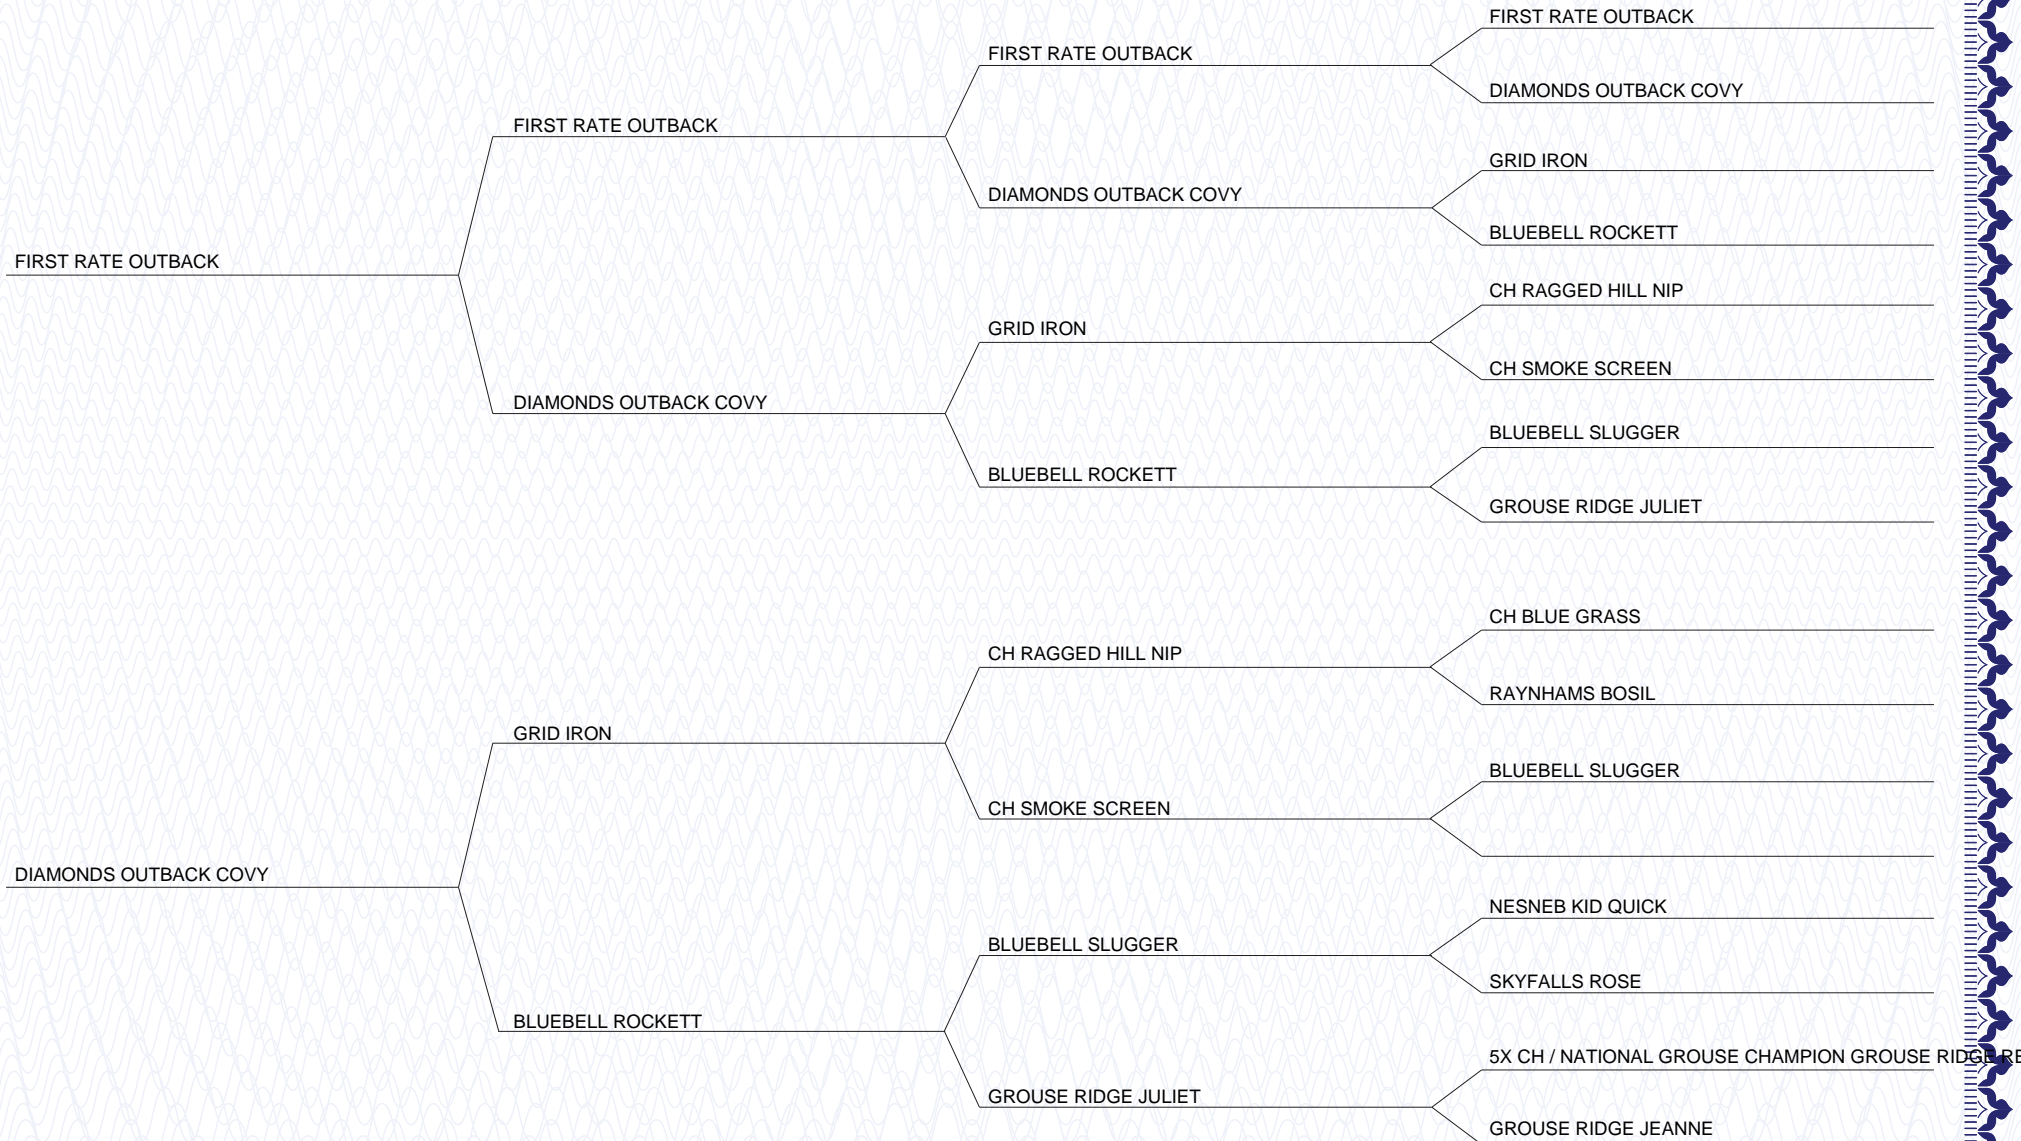 FIRST RATE OUTBACK
FIRST RATE OUTBACK
DIAMONDS OUTBACK COVY
FIRST RATE OUTBACK
GRID IRON
DIAMONDS OUTBACK COVY
BLUEBELL ROCKETT
FIRST RATE OUTBACK
CH RAGGED HILL NIP
GRID IRON
CH SMOKE SCREEN
DIAMONDS OUTBACK COVY
BLUEBELL SLUGGER
BLUEBELL ROCKETT
GROUSE RIDGE JULIET
FIRST RATE OUTBACK
CH BLUE GRASS
CH RAGGED HILL NIP
RAYNHAMS BOSIL
GRID IRON
BLUEBELL SLUGGER
CH SMOKE SCREEN
DIAMONDS OUTBACK COVY
NESNEB KID QUICK
BLUEBELL SLUGGER
SKYFALLS ROSE
BLUEBELL ROCKETT
5X CH / NATIONAL GROUSE CHAMPION GROUSE RIDGE
GROUSE RIDGE JULIET
GROUSE RIDGE JEANNE